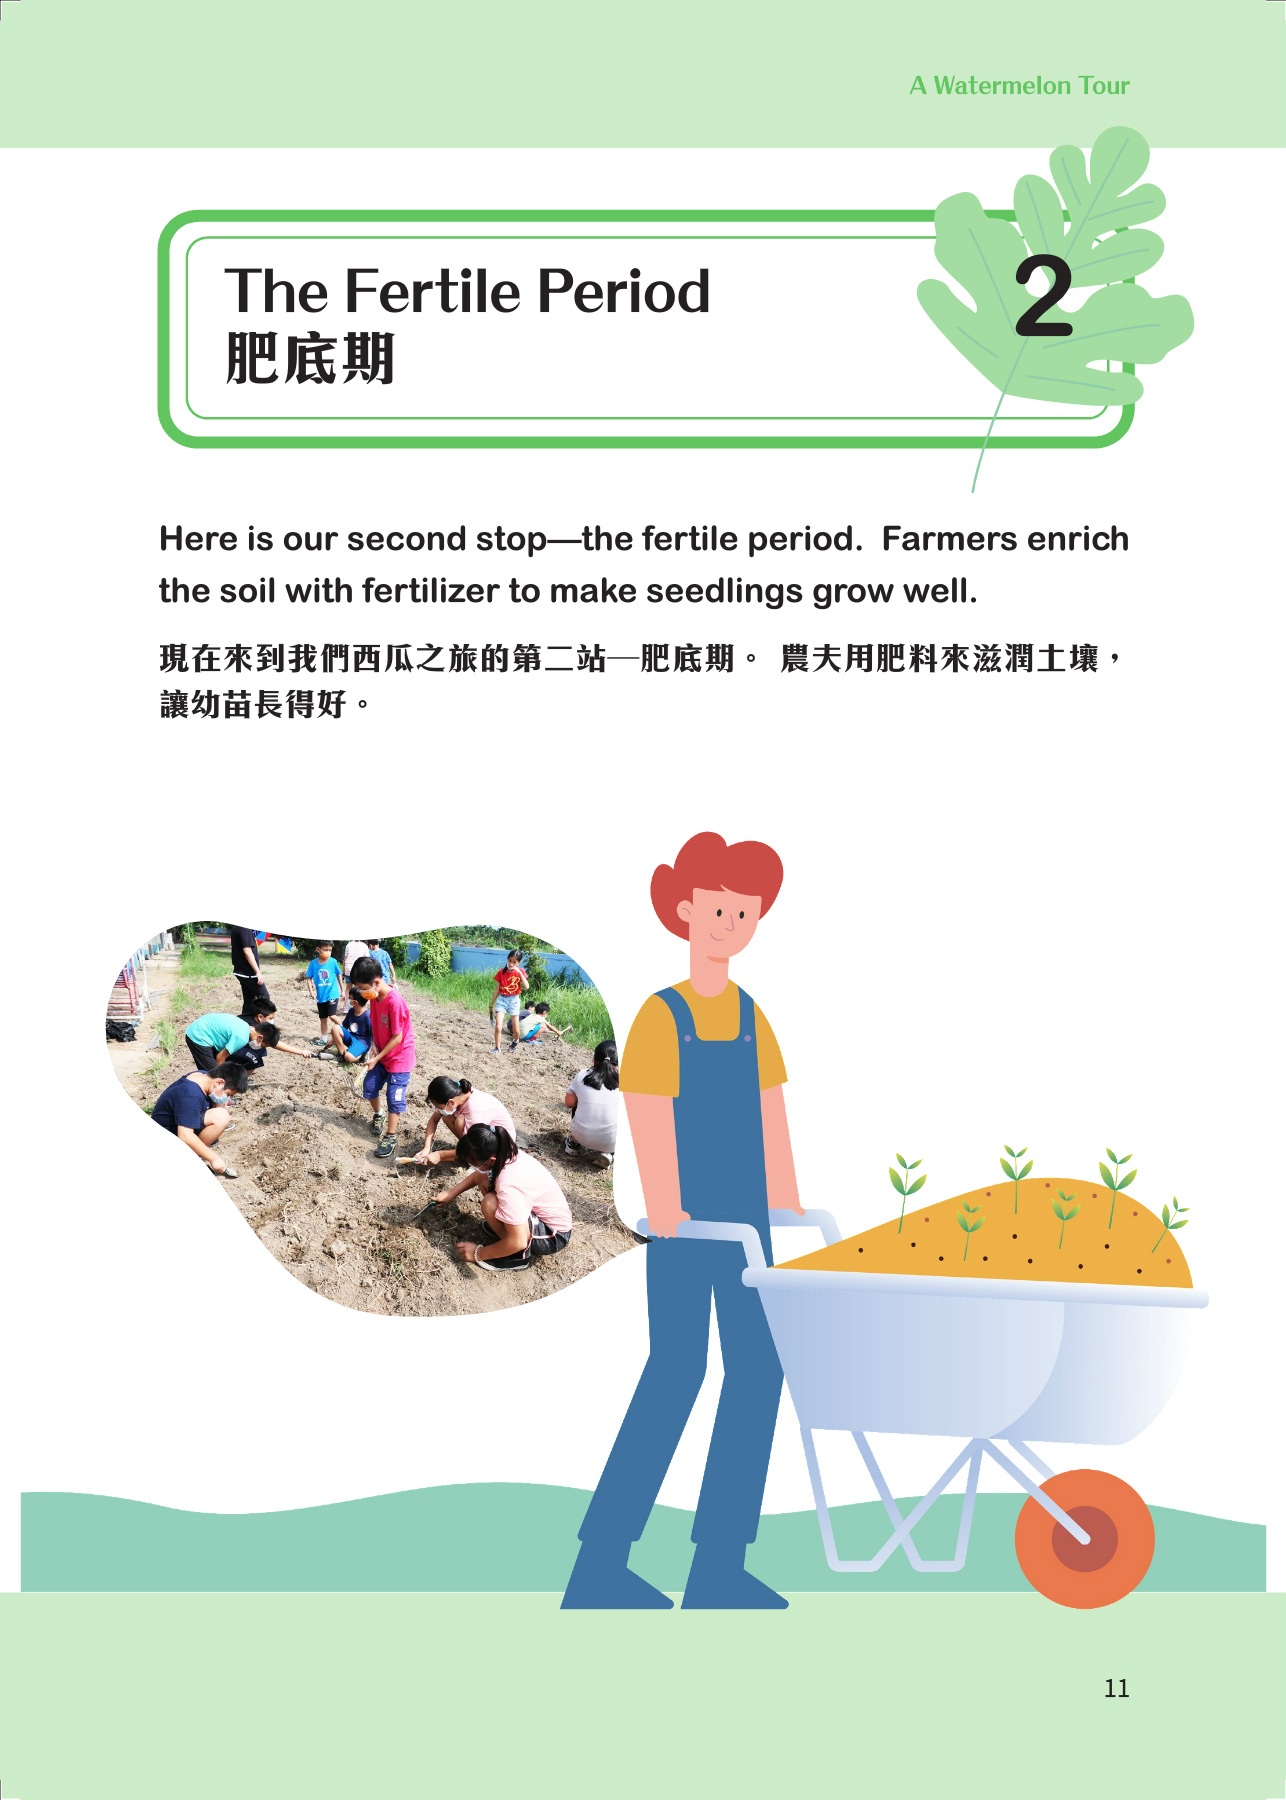 A Watermelon Tour
The Fertile Period
肥底期
2
Here is our second stop—the fertile period.  Farmers enrich
the soil with fertilizer to make seedlings grow well.
現在來到我們西瓜之旅的第二站—肥底期。 農夫用肥料來滋潤土壤，
讓幼苗長得好。
11